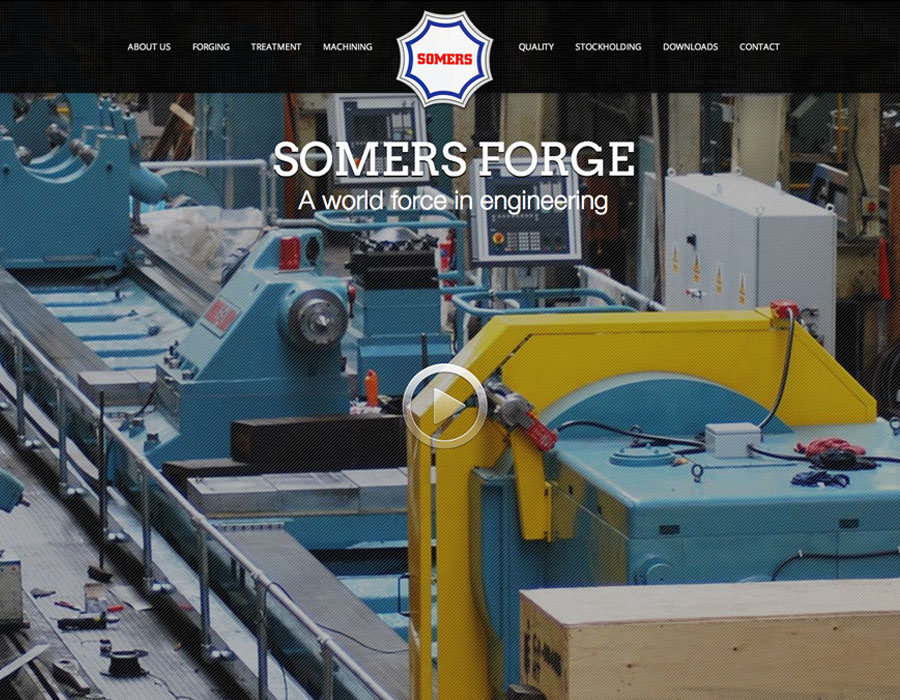 ABOUT US FORGING TREATMENT MACHINING QUALITY STOCKHOLDING DOWNLOADS CONTACT
SOMERS
SOMERS FORGE
A world force in engineering